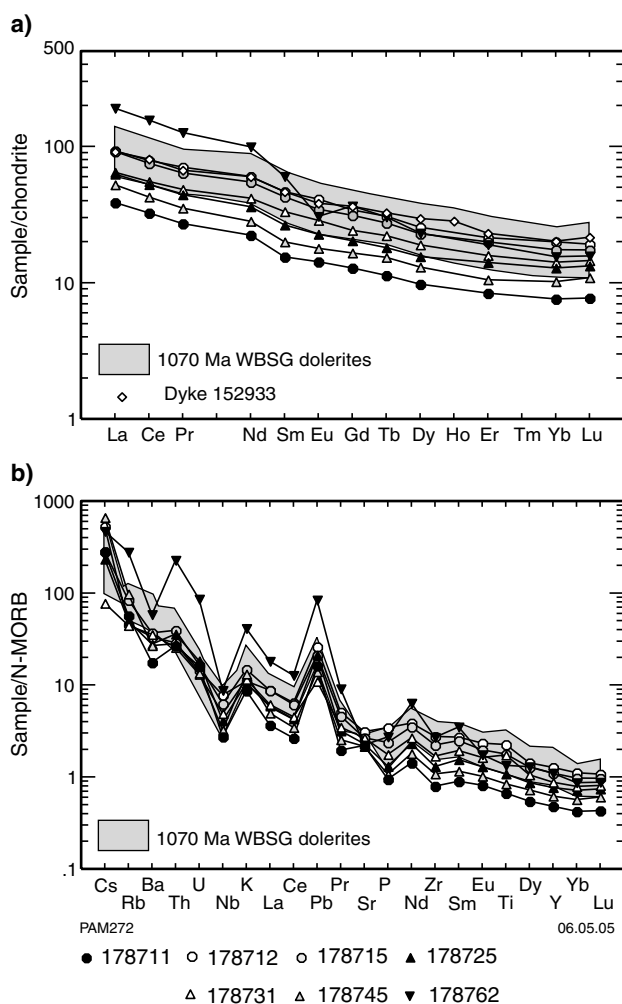 a)
500
100
10
1
Sample/chondrite
1070 Ma WBSG dolerites
Dyke 152933
La Ce Pr Nd Sm Eu Gd Tb Dy Ho Er Tm Yb Lu
b)
1000
100
10
1
.1
Sample/N-MORB
1070 Ma WBSG dolerites
Cs Ba U K Ce Pr P Zr Eu Dy Yb
Rb Th Nb La Pb Sr Nd Sm Ti Y Lu
PAM272 06.05.05
178711 178712 178715 178725
178731 178745 178762